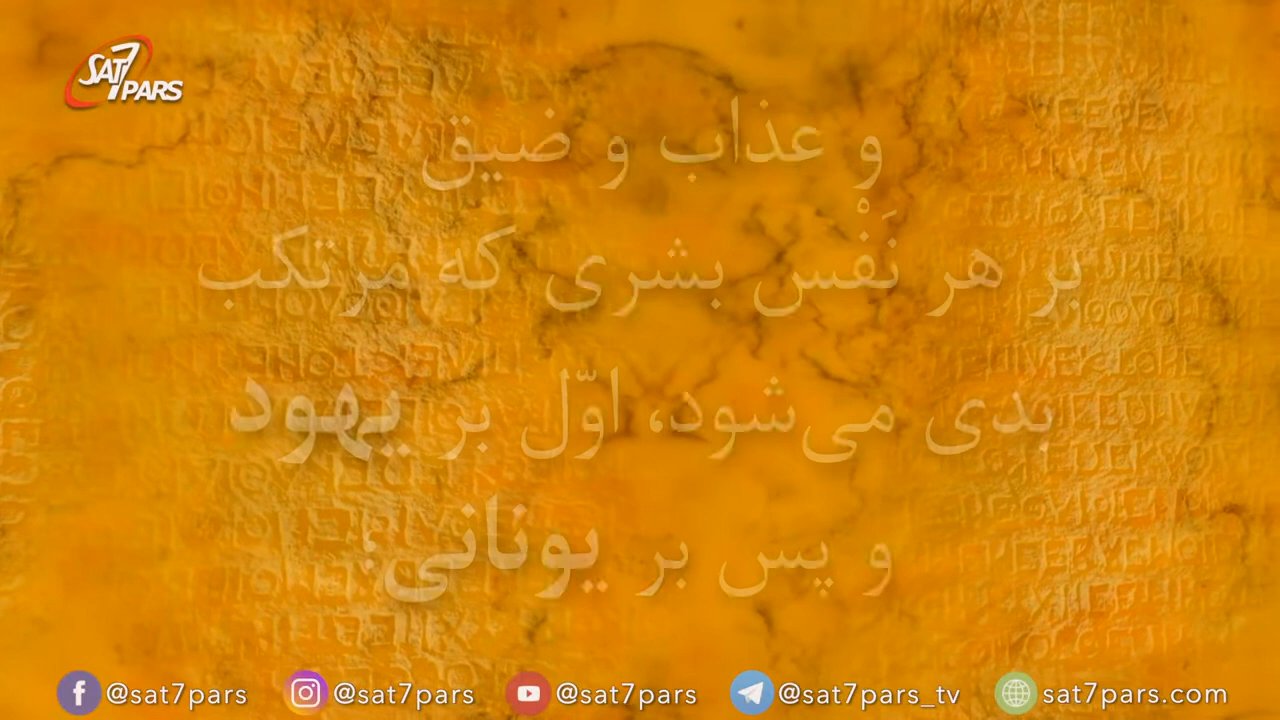 SAT7 PARS
و عذاب و ضیق
بر هر نَفْس بشری که مرتکب
بدی می‌شود، اوّل بر یهود
و پس بر یونانی؛
@sat7pars @sat7pars @sat7pars @sat7pars_tv sat7pars.com